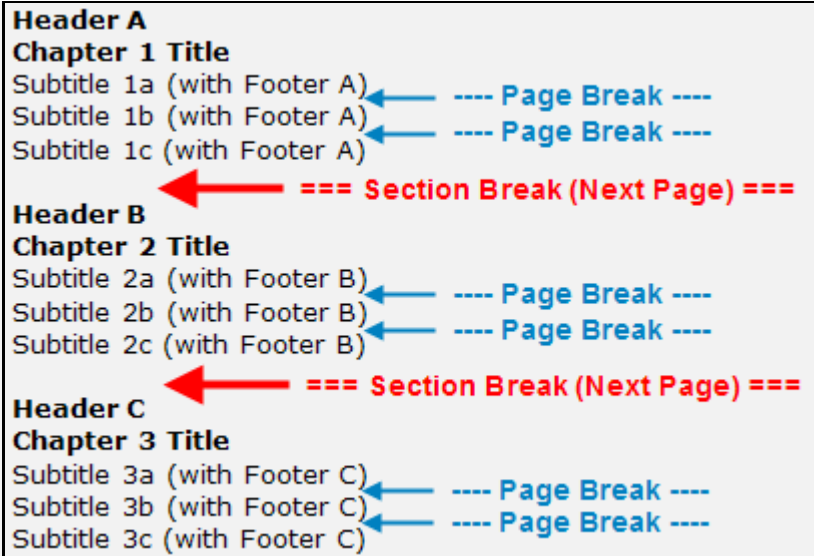 Header A
Chapter 1 Title
Subtitle 1a (with Footer A)
---- Page Break ----
Subtitle 1b (with Footer A)
---- Page Break ----
Subtitle 1c (with Footer A)
=== Section Break (Next Page) ===
Header B
Chapter 2 Title
Subtitle 2a (with Footer B)
---- Page Break ----
Subtitle 2b (with Footer B)
---- Page Break ----
Subtitle 2c (with Footer B)
=== Section Break (Next Page) ===
Header C
Chapter 3 Title
Subtitle 3a (with Footer C)
---- Page Break ----
Subtitle 3b (with Footer C)
---- Page Break ----
Subtitle 3c (with Footer C)